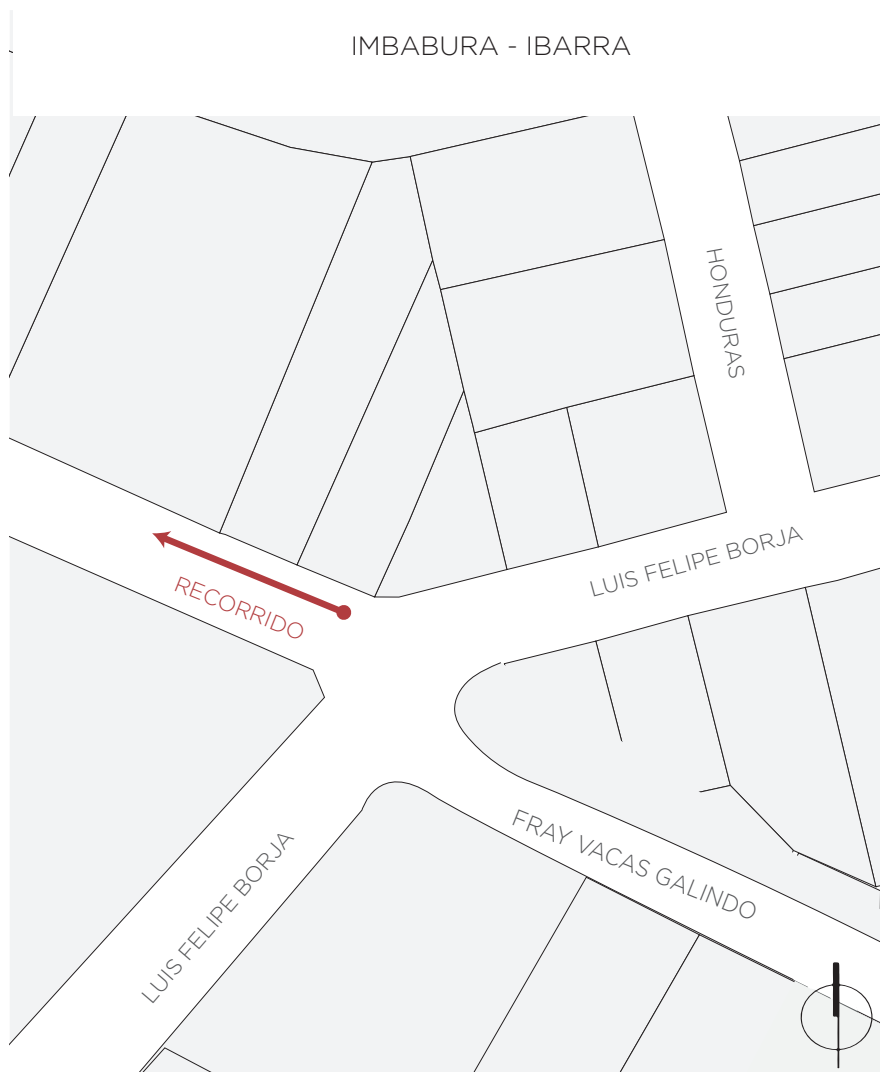 IMBABURA - IBARRA
HONDURAS
LUIS FELIPE BORJA
RECORRIDO
FRAY VACAS GALINDO
LUIS FELIPE BORJA